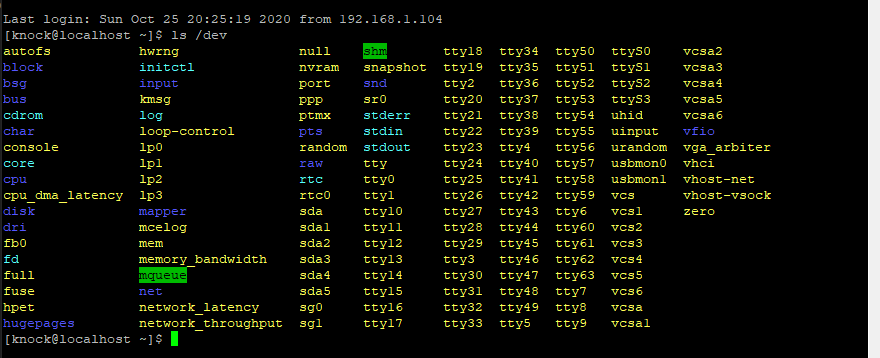 Last login: Sun Oct 25 20:25:19 2020 from 192.168.1.104
[knock@localhost ~]$ ls /dev
autofs hwrng null shm tty18 tty34 tty50 ttyS0 vcsa2
block initctl nvram snapshot tty19 tty35 tty51 ttyS1 vcsa3
bsg input port snd tty2 tty36 tty52 ttyS2 vcsa4
bus kmsg ppp sr0 tty20 tty37 tty53 ttyS3 vcsa5
cdrom log ptmx stderr tty21 tty38 tty54 uhid vcsa6
char loop-control pts stdin tty22 tty39 tty55 uinput vfio
console lp0 random stdout tty23 tty4 tty56 urandom vga_arbiter
core lp1 raw tty tty24 tty40 tty57 usbmon0 vhci
cpu lp2 rtc tty0 tty25 tty41 tty58 usbmon1 vhost-net
cpu_dma_latency lp3 rtc0 tty1 tty26 tty42 tty59 vcs vhost-vsock
disk mapper sda tty10 tty27 tty43 tty6 vcs1 zero
dri mcelog sda1 tty11 tty28 tty44 tty60 vcs2
fb0 mem sda2 tty12 tty29 tty45 tty61 vcs3
fd memory_bandwidth sda3 tty13 tty3 tty46 tty62 vcs4
full mqueue sda4 tty14 tty30 tty47 tty63 vcs5
fuse net sda5 tty15 tty31 tty48 tty7 vcs6
hpet network_latency sg0 tty16 tty32 tty49 tty8 vcsa
hugepages network_throughput sg1 tty17 tty33 tty5 tty9 vcsa1
[knock@localhost ~]$